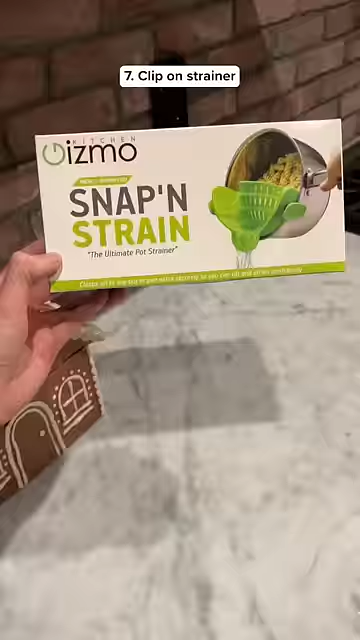 7. Clip on strainer
KITCHEN
Gizmo
SNAP'N
STRAIN
"The Ultimate Pot Strainer"